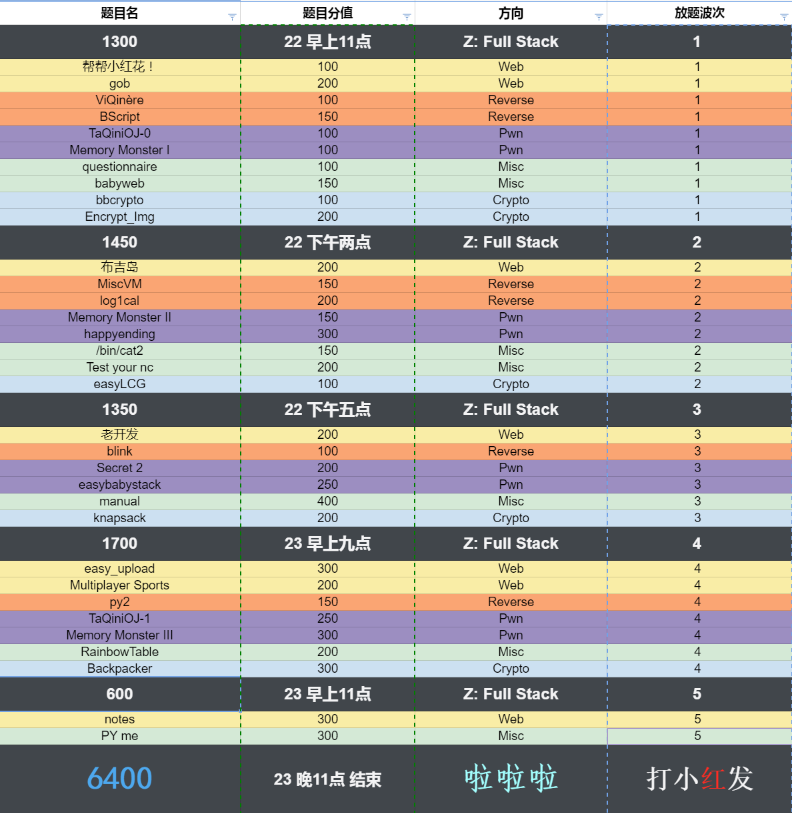 题目名 题目分值 方向 放题波次
1300 22 早上11点 Z: Full Stack 1
帮帮小红花！ 100 Web 1
gob 200 Web 1
ViQinère 100 Reverse 1
BScript 150 Reverse 1
TaQiniOJ-0 100 Pwn 1
Memory Monster I 100 Pwn 1
questionnaire 100 Misc 1
babyweb 150 Misc 1
bbcrypto 100 Crypto 1
Encrypt_Img 200 Crypto 1
1450 22 下午两点 Z: Full Stack 2
布吉岛 200 Web 2
MiscVM 150 Reverse 2
log1cal 200 Reverse 2
Memory Monster II 150 Pwn 2
happyending 300 Pwn 2
/bin/cat2 150 Misc 2
Test your nc 200 Misc 2
easyLCG 100 Crypto 2
1350 22 下午五点 Z: Full Stack 3
老开发 200 Web 3
blink 100 Reverse 3
Secret 2 200 Pwn 3
easybabystack 250 Pwn 3
manual 400 Misc 3
knapsack 200 Crypto 3
1700 23 早上九点 Z: Full Stack 4
easy_upload 300 Web 4
Multiplayer Sports 200 Web 4
py2 150 Reverse 4
TaQiniOJ-1 250 Pwn 4
Memory Monster III 300 Pwn 4
RainbowTable 200 Misc 4
Backpacker 300 Crypto 4
600 23 早上11点 Z: Full Stack 5
notes 300 Web 5
PY me 300 Misc 5
6400 23 晚11点 结束 啦啦啦 打小红发